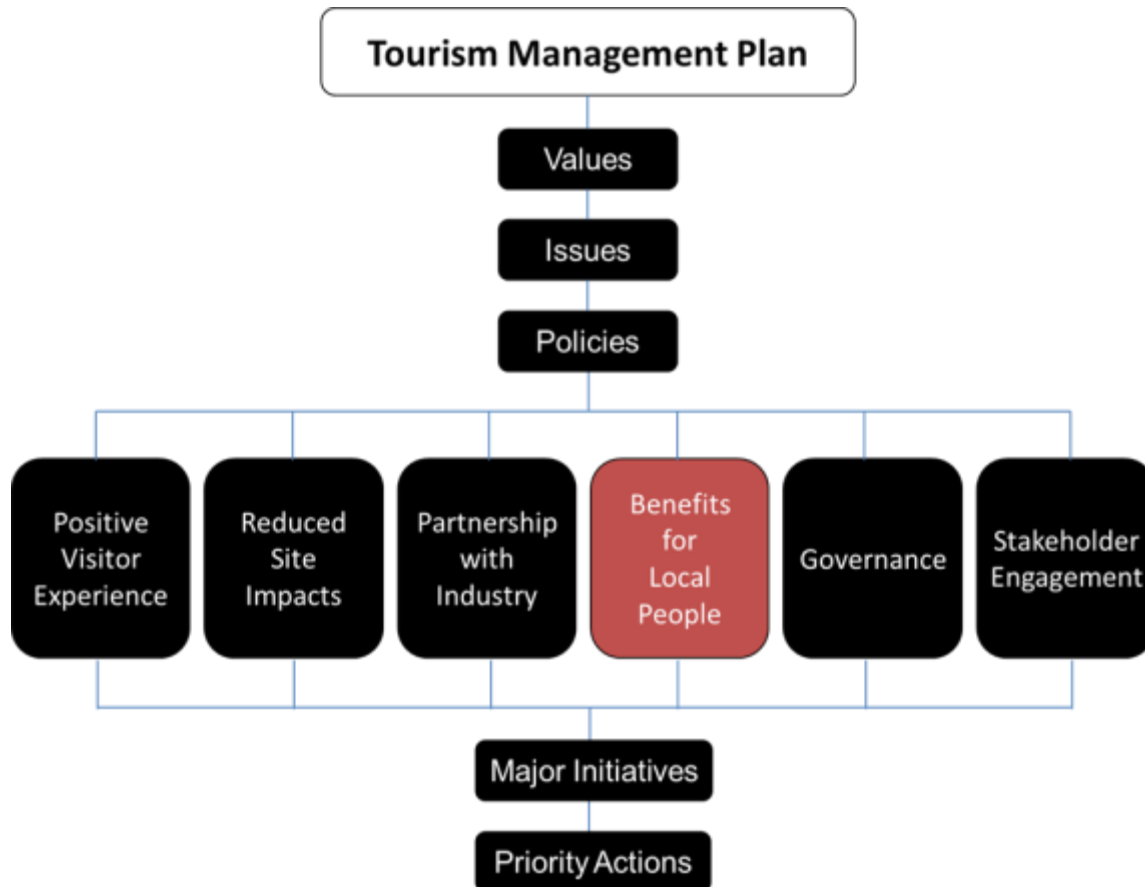 Tourism Management Plan
Values
Issues
Policies
Positive
Visitor
Experience
Reduced
Site
Impacts
Partnership
with
Industry
Benefits
for
Local
People
Governance
Stakeholder
Engagement
Major Initiatives
Priority Actions